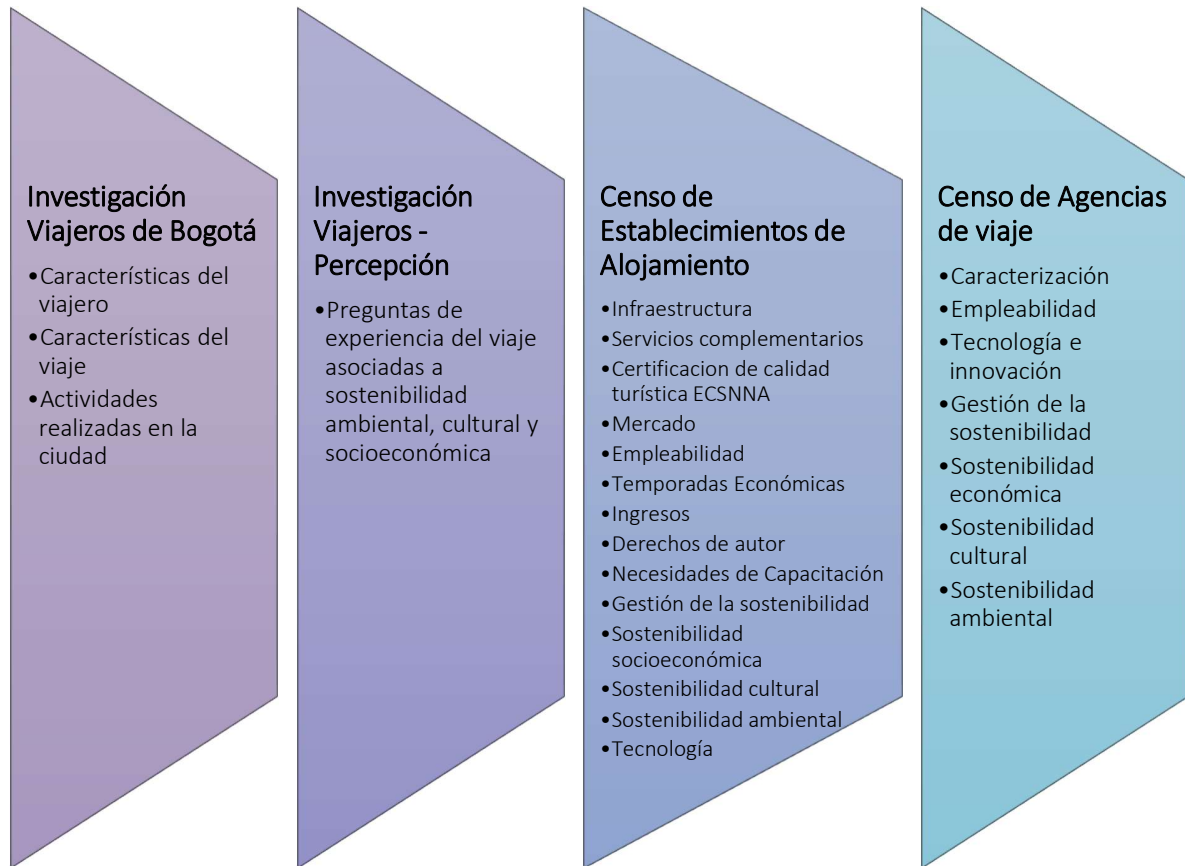 Investigación
Viajeros de Bogotá
•Características del
viajero
•Características del
viaje
•Actividades
realizadas en la
ciudad
Investigación
Viajeros -
Percepción
•Preguntas de
experiencia del viaje
asociadas a
sostenibilidad
ambiental, cultural y
socioeconómica
Censo de
Establecimientos de
Alojamiento
•Infraestructura
•Servicios complementarios
•Certificacion de calidad
turística ECSNNA
•Mercado
•Empleabilidad
•Temporadas Económicas
•Ingresos
•Derechos de autor
•Necesidades de Capacitación
•Gestión de la sostenibilidad
•Sostenibilidad
socioeconómica
•Sostenibilidad cultural
•Sostenibilidad ambiental
•Tecnología
Censo de Agencias
de viaje
•Caracterización
•Empleabilidad
•Tecnología e
innovación
•Gestión de la
sostenibilidad
•Sostenibilidad
económica
•Sostenibilidad
cultural
•Sostenibilidad
ambiental